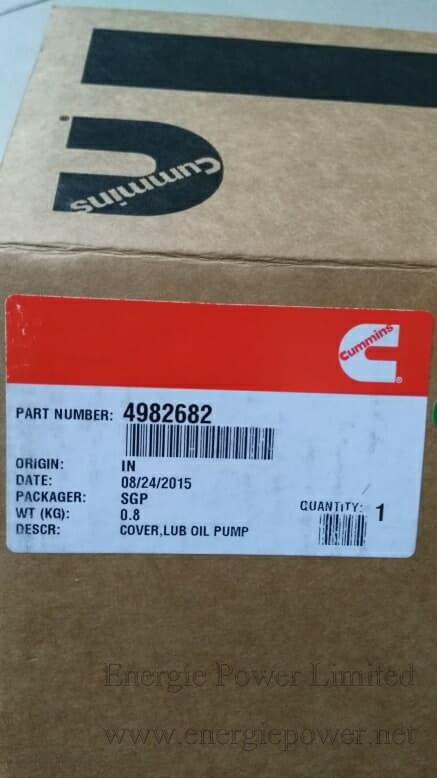 Cummins
Cummins
PART NUMBER: 4982682
ORIGIN: IN
DATE: 08/24/2015
PACKAGER: SGP
WT (KG): 0.8
QUANTITY: 1
DESCR: COVER,LUB OIL PUMP
Energie Power Limited
www.energiepower.net